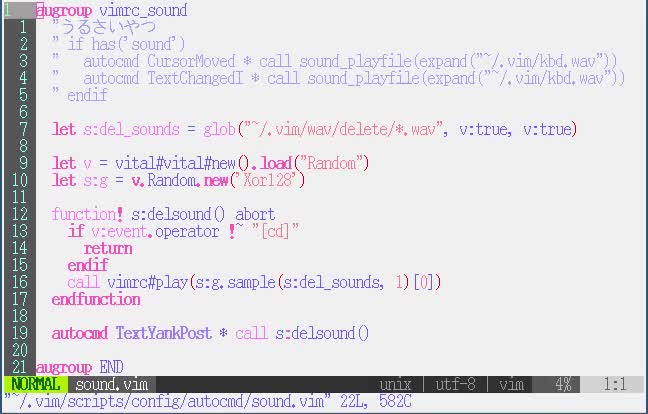 1 augroup vimrc_sound
1 "うるさいやつ
2 " if has('sound')
3 "   autocmd CursorMoved * call sound_playfile(expand("~/.vim/kbd.wav"))
4 "   autocmd TextChangedI * call sound_playfile(expand("~/.vim/kbd.wav"))
5 " endif
6
7 let s:del_sounds = glob("~/.vim/wav/delete/*.wav", v:true, v:true)
8
9 let v = vital#vital#new().load("Random")
10 let s:g = v.Random.new('Xor128')
11
12 function! s:delsound() abort
13   if v:event.operator !~ "[cd]"
14     return
15   endif
16   call vimrc#play(s:g.sample(s:del_sounds, 1)[0])
17 endfunction
18
19 autocmd TextYankPost * call s:delsound()
20
21 augroup END
NORMAL sound.vim unix | utf-8 | vim 4% 1:1
"~/.vim/scripts/config/autocmd/sound.vim" 22L, 582C